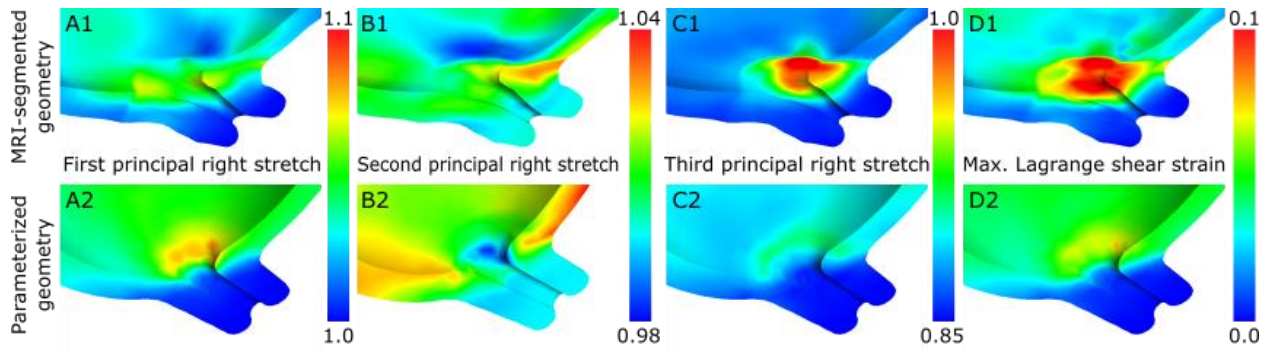 MRI-segmented
geometry
A1
1.1
B1
1.04
C1
1.0
D1
0.1
First principal right stretch
Second principal right stretch
Third principal right stretch
Max. Lagrange shear strain
Parameterized
geometry
A2
1.0
B2
0.98
C2
0.85
D2
0.0